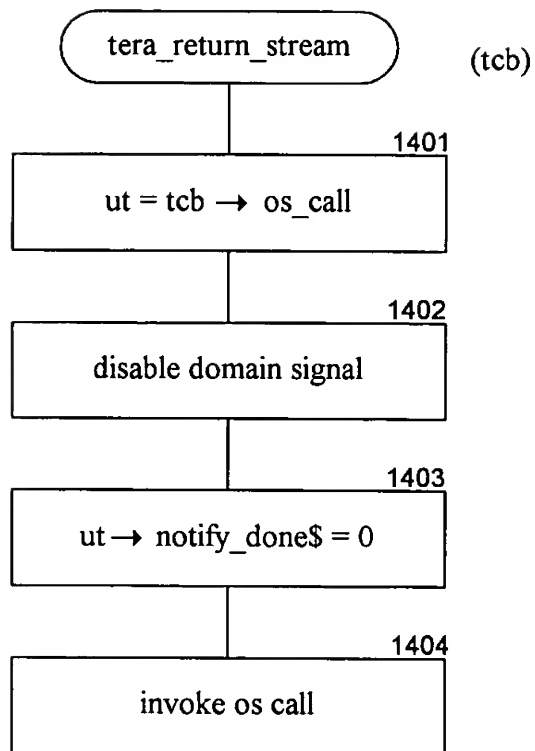 tera_return_stream
(tcb)
1401
ut = tcb → os_call
1402
disable domain signal
1403
ut → notify_done$ = 0
1404
invoke os call